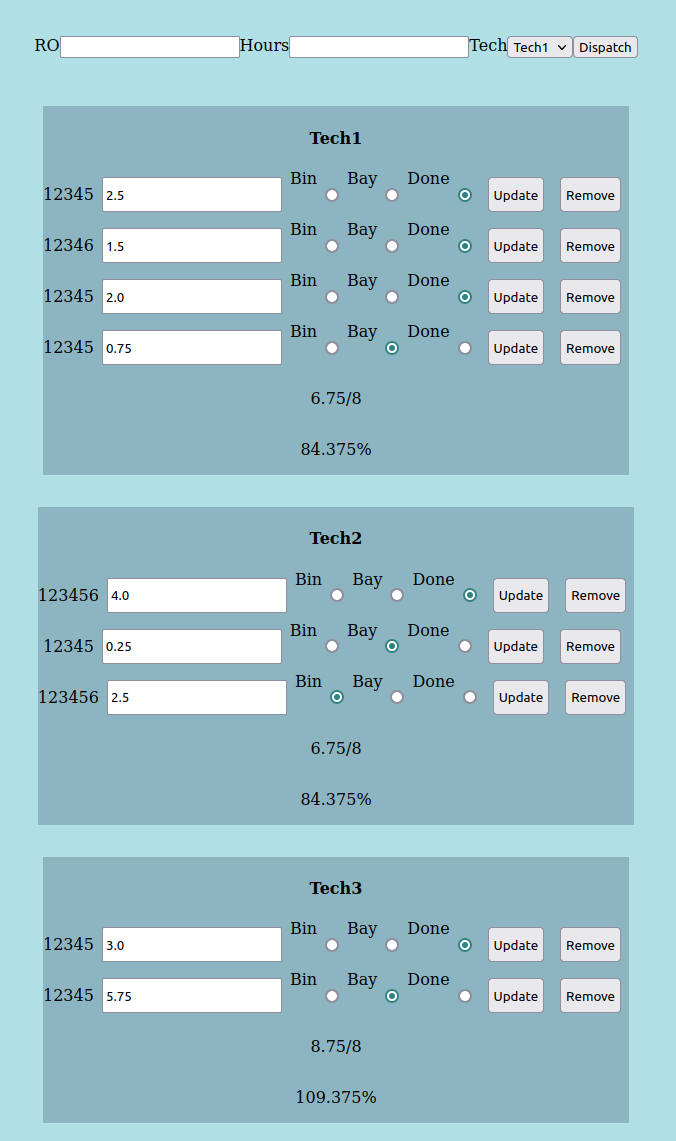 RO Hours Tech Tech1 Dispatch
Tech1
12345 2.5 Bin Bay Done Update Remove
12346 1.5 Bin Bay Done Update Remove
12345 2.0 Bin Bay Done Update Remove
12345 0.75 Bin Bay Done Update Remove
6.75/8
84.375%
Tech2
123456 4.0 Bin Bay Done Update Remove
12345 0.25 Bin Bay Done Update Remove
123456 2.5 Bin Bay Done Update Remove
6.75/8
84.375%
Tech3
12345 3.0 Bin Bay Done Update Remove
12345 5.75 Bin Bay Done Update Remove
8.75/8
109.375%